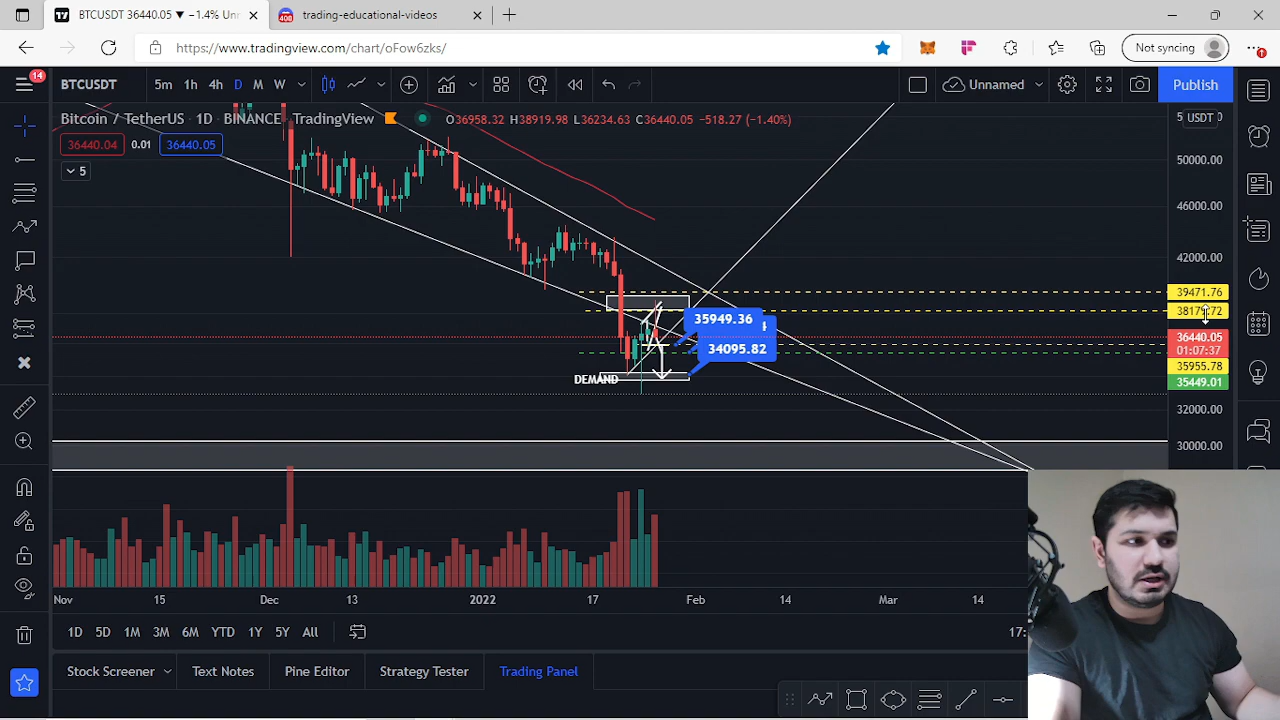 BTCUSDT 36440.05 ▼ −1.4% Un
408
trading-educational-videos
https://www.tradingview.com/chart/oFow6zks/
Not syncing
14
BTCUSDT
5m 1h 4h D M W
Unnamed
Publish
Bitcoin / TetherUS · 1D · BINANCE · TradingView
O36958.32 H38919.98 L36234.63 C36440.05 −518.27 (−1.40%)
USDT
36440.04 0.01 36440.05
5
50000.00
46000.00
42000.00
39471.76
38179.72
35949.36
36440.05
01:07:37
34095.82
35955.78
35449.01
DEMAND
32000.00
30000.00
Nov 15 Dec 13 2022 17 Feb 14 Mar 14
1D 5D 1M 3M 6M YTD 1Y 5Y All
17:
Stock Screener Text Notes Pine Editor Strategy Tester Trading Panel